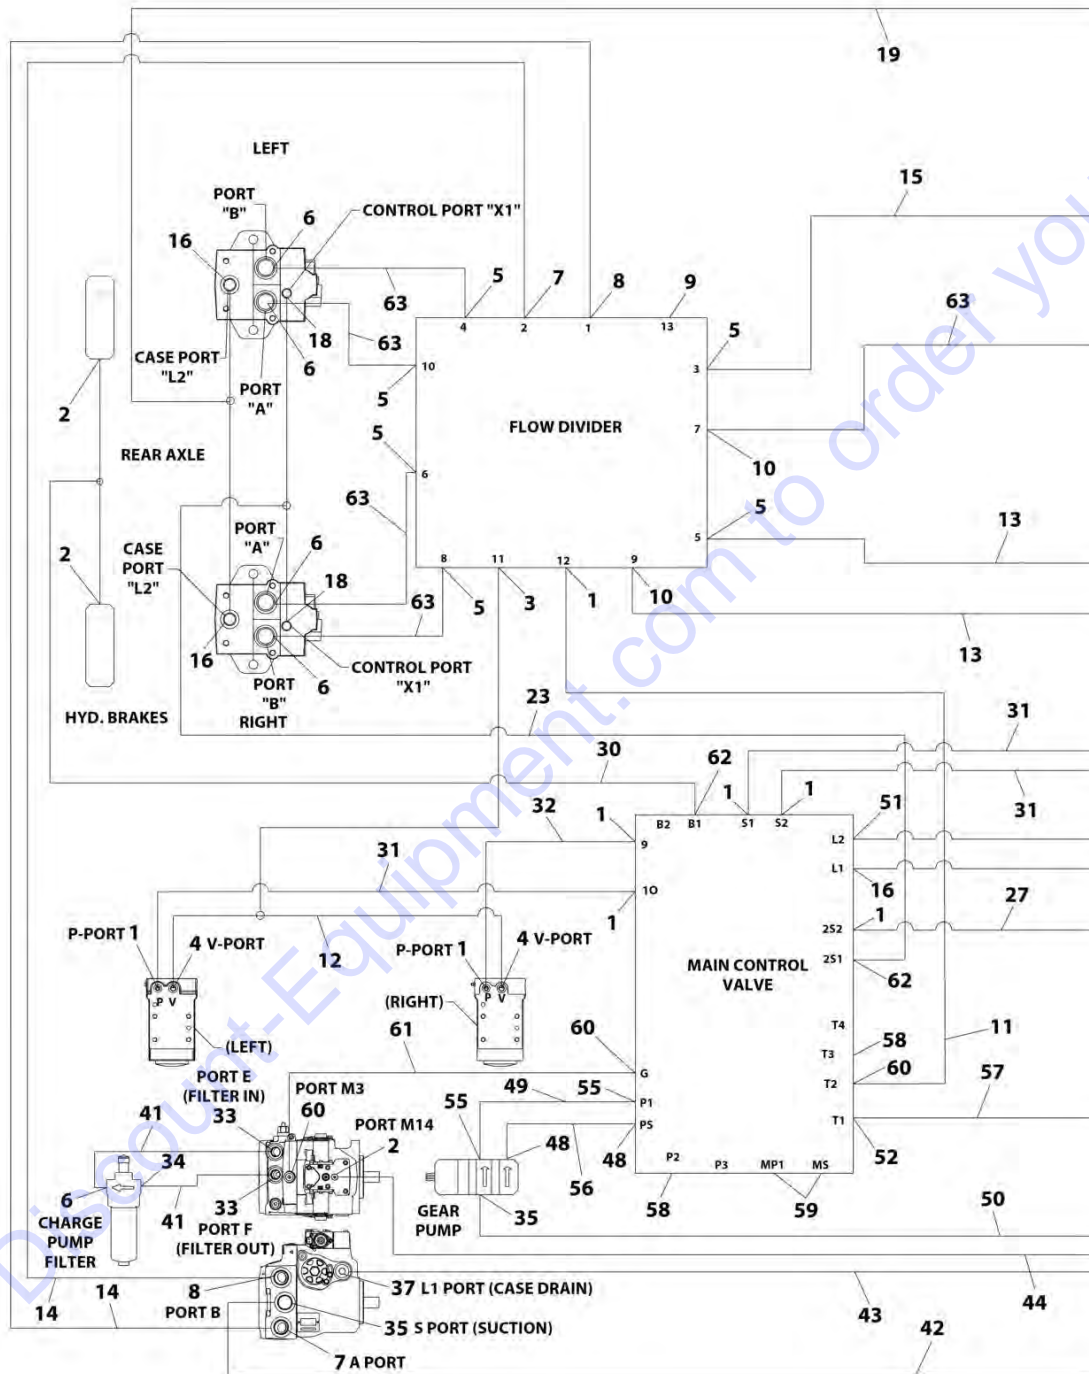 19
LEFT
PORT
"B"
6
CONTROL PORT "X1"
15
16
63
5
7
8
9
63
4
2
1
13
63
18
5
CASE PORT
"L2"
6
10
3
PORT
"A"
5
2
FLOW DIVIDER
5
7
REAR AXLE
6
10
63
5
2
PORT
"A"
CASE
PORT
"L2"
6
5
13
18
8
11
12
9
63
5
3
1
10
16
CONTROL PORT
"X1"
13
6
PORT
"B"
HYD. BRAKES
RIGHT
23
31
30
62
1
1
51
31
32
1
B2
B1
S1
S2
L2
9
31
L1
10
16
27
1
1
P-PORT 1
4 V-PORT
2S2
12
P-PORT 1
4 V-PORT
MAIN CONTROL
VALVE
2S1
62
P V
P V
(RIGHT)
T4
11
(LEFT)
61
60
T3
58
PORT E
(FILTER IN)
PORT M3
G
T2
60
57
41
33
60
49
55
P1
PORT M14
55
T1
2
PS
34
48
48
52
6
41
33
56
P2
P3
MP1
MS
CHARGE
PUMP
FILTER
PORT F
(FILTER OUT)
GEAR
PUMP
35
58
59
50
8
37 L1 PORT (CASE DRAIN)
14
14
PORT B
43
44
35 S PORT (SUCTION)
42
7 A PORT
Discount-Equipment.com to order you